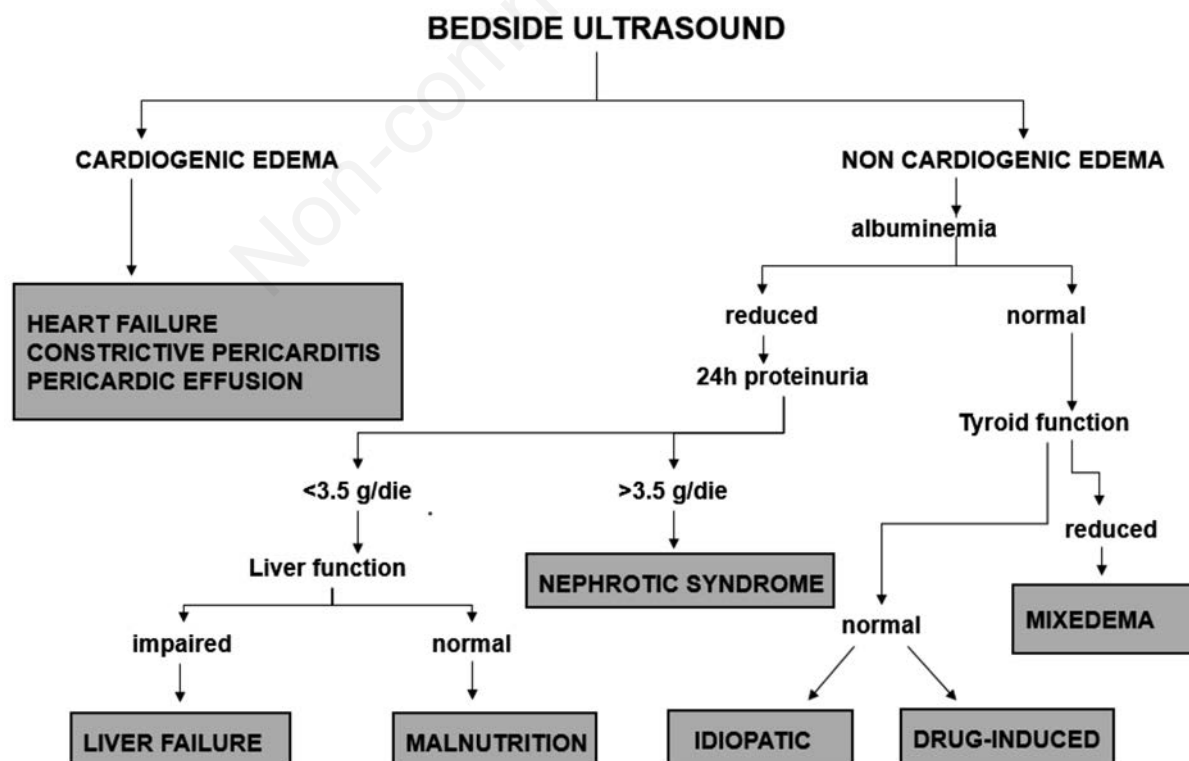 BEDSIDE ULTRASOUND
CARDIOGENIC EDEMA
NON CARDIOGENIC EDEMA
albuminemia
HEART FAILURE
CONSTRICTIVE PERICARDITIS
PERICARDIC EFFUSION
reduced
normal
24h proteinuria
Tyroid function
<3.5 g/die
>3.5 g/die
reduced
Liver function
NEPHROTIC SYNDROME
MIXEDEMA
impaired
normal
normal
LIVER FAILURE
MALNUTRITION
IDIOPATIC
DRUG-INDUCED
Non-com